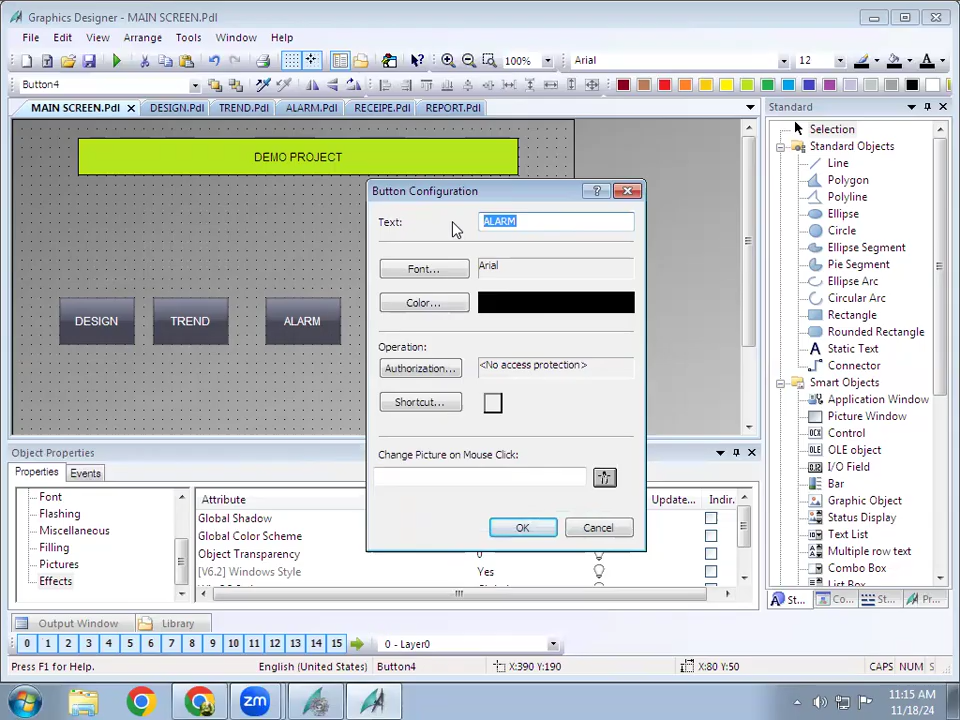 Graphics Designer - MAIN SCREEN.Pdl
File Edit View Arrange Tools Window Help
100% Arial 12
Button4
MAIN SCREEN.Pdl DESIGN.Pdl TREND.Pdl ALARM.Pdl RECEIPE.Pdl REPORT.Pdl
DEMO PROJECT
DESIGN TREND ALARM
Button Configuration
Text: ALARM
Font... Arial
Color...
Operation:
Authorization... <No access protection>
Shortcut...
Change Picture on Mouse Click:
OK Cancel
Standard
Selection
Standard Objects
Line
Polygon
Polyline
Ellipse
Circle
Ellipse Segment
Pie Segment
Ellipse Arc
Circular Arc
Rectangle
Rounded Rectangle
A Static Text
Connector
Smart Objects
Application Window
Picture Window
Control
OLE object
I/O Field
Bar
Graphic Object
Status Display
Text List
Multiple row text
Combo Box
List Box
St... Co... St... Pr...
Object Properties
Properties Events
Font
Flashing
Miscellaneous
Filling
Pictures
Effects
Attribute Update... Indir.
Global Shadow
Global Color Scheme
Object Transparency 0
[V6.2] Windows Style Yes
Output Window Library
0 1 2 3 4 5 6 7 8 9 10 11 12 13 14 15 0 - Layer0
Press F1 for Help. English (United States) Button4 X:390 Y:190 X:80 Y:50 CAPS NUM S
zm
11:15 AM
11/18/24